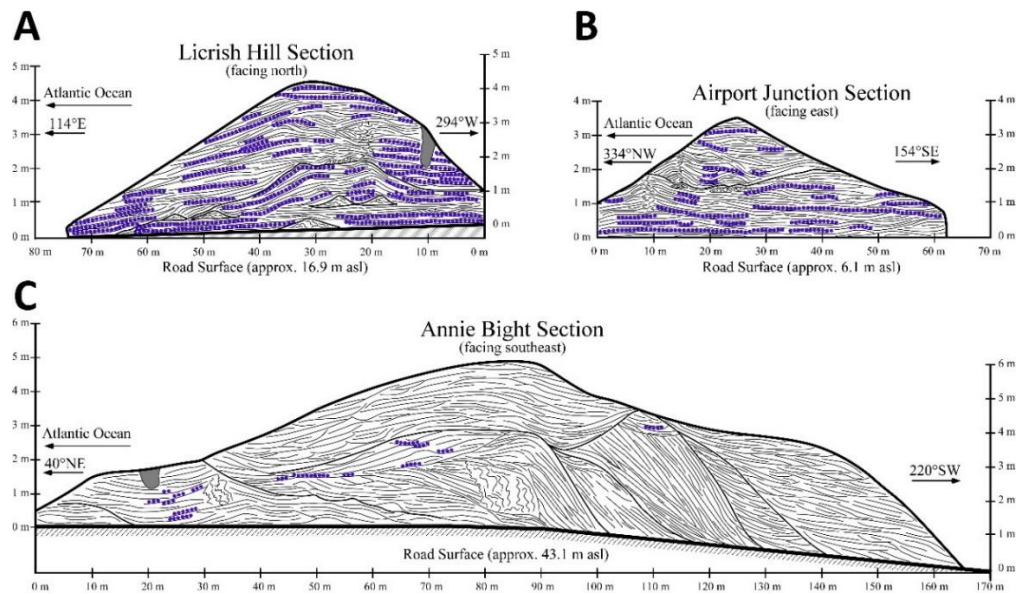 A
Licrish Hill Section
(facing north)
5 m
4 m
3 m
2 m
1 m
0 m
Atlantic Ocean
114°E
294°W
5 m
4 m
3 m
2 m
1 m
0 m
80 m 70 m 60 m 50 m 40 m 30 m 20 m 10 m 0 m
Road Surface (approx. 16.9 m asl)
B
Airport Junction Section
(facing east)
4 m
3 m
2 m
1 m
0 m
Atlantic Ocean
334°NW
154°SE
4 m
3 m
2 m
1 m
0 m
0 m 10 m 20 m 30 m 40 m 50 m 60 m 70 m
Road Surface (approx. 6.1 m asl)
C
Annie Bight Section
(facing southeast)
6 m
5 m
4 m
3 m
2 m
1 m
0 m
Atlantic Ocean
40°NE
220°SW
6 m
5 m
4 m
3 m
2 m
1 m
0 m
Road Surface (approx. 43.1 m asl)
0 m 10 m 20 m 30 m 40 m 50 m 60 m 70 m 80 m 90 m 100 m 110 m 120 m 130 m 140 m 150 m 160 m 170 m